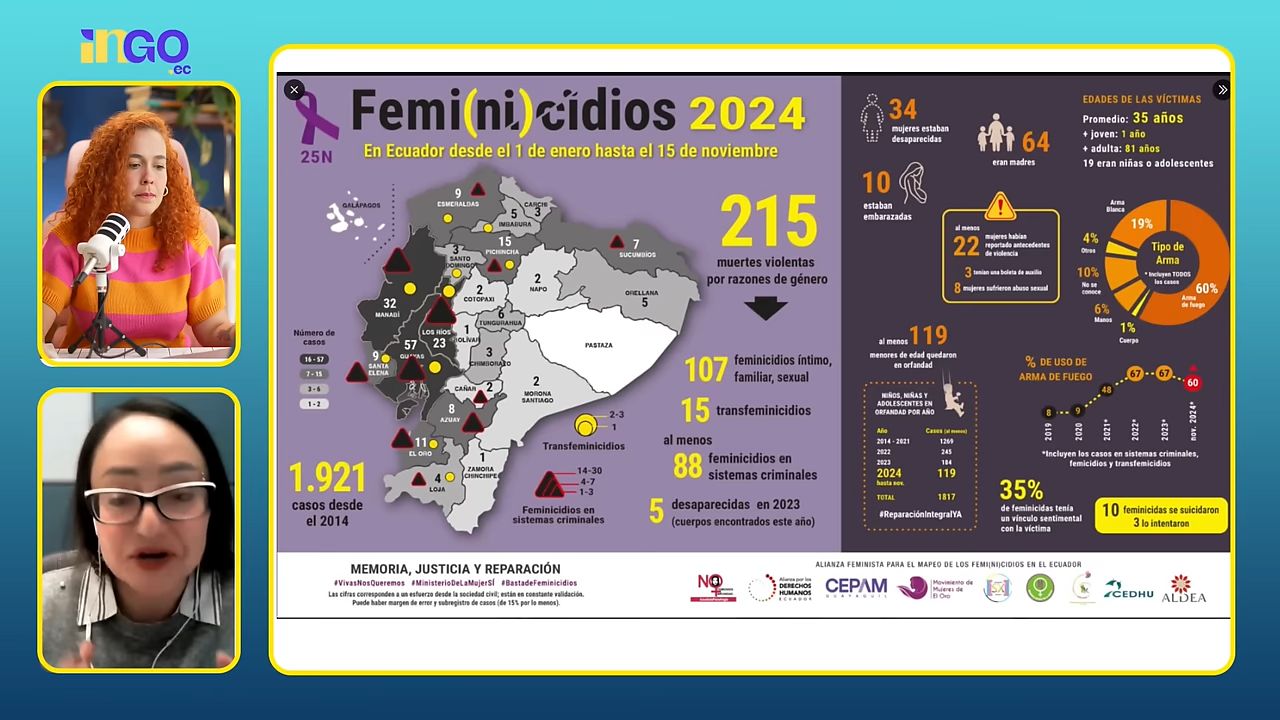 inGO
.ec
Femi(ni)cidios 2024
25N
En Ecuador desde el 1 de enero hasta el 15 de noviembre
GALÁPAGOS
9
ESMERALDAS
CARCHI
3
5
IMBABURA
15
PICHINCHA
7
SUCUMBÍOS
3
SANTO
DOMINGO
2
NAPO
ORELLANA
5
2
COTOPAXI
32
MANABÍ
6
TUNGURAHUA
LOS RÍOS
23
1
BOLÍVAR
PASTAZA
57
GUAYAS
9
SANTA
ELENA
3
CHIMBORAZO
CAÑAR
2
2
MORONA
SANTIAGO
8
AZUAY
11
EL ORO
1
ZAMORA
CHINCHIPE
4
LOJA
Número de
casos
16 - 57
7 - 15
3 - 6
1 - 2
1.921
casos desde
el 2014
2-3
1
Transfeminicidios
14-30
4-7
1-3
Feminicidios en
sistemas criminales
215
muertes violentas
por razones de género
107 feminicidios íntimo,
familiar, sexual
15 transfeminicidios
al menos
88 feminicidios en
sistemas criminales
5 desaparecidas en 2023
(cuerpos encontrados este año)
34
mujeres estaban
desaparecidas
64
eran madres
10
estaban
embarazadas
EDADES DE LAS VÍCTIMAS
Promedio: 35 años
+ joven: 1 año
+ adulta: 81 años
19 eran niñas o adolescentes
al menos
22 mujeres habían
reportado antecedentes
de violencia
3 tenían una boleta de auxilio
8 mujeres sufrieron abuso sexual
Arma
Blanca
19%
4%
Otros
10%
No se
conoce
6%
Manos
1%
Cuerpo
60%
Arma
de fuego
Tipo de
Arma
* Incluyen TODOS
los casos
al menos 119
menores de edad quedaron
en orfandad
NIÑOS, NIÑAS Y
ADOLESCENTES EN
ORFANDAD POR AÑO
Año Casos (al menos)
2014 - 2021 1269
2022 245
2023 184
2024 119
hasta nov.
TOTAL 1817
#ReparaciónIntegralYA
% DE USO DE
ARMA DE FUEGO
8 9 48 67 67 60
2019 2020 2021* 2022* 2023* nov. 2024*
*Incluyen los casos en sistemas criminales,
femicidios y transfemicidios
35%
de feminicidas tenía
un vínculo sentimental
con la víctima
10 feminicidas se suicidaron
3 lo intentaron
MEMORIA, JUSTICIA Y REPARACIÓN
#VivasNosQueremos #MinisterioDeLaMujerSÍ #BastadeFeminicidios
Las cifras corresponden a un esfuerzo desde la sociedad civil; están en constante validación.
Puede haber margen de error y subregistro de casos (de 15% por lo menos).
ALIANZA FEMINISTA PARA EL MAPEO DE LOS FEMI(NI)CIDIOS EN EL ECUADOR
Alianza por los
DERECHOS
HUMANOS
ECUADOR
CEPAM
GUAYAQUIL
Movimiento de
Mujeres de
El Oro
CEDHU
ALDEA